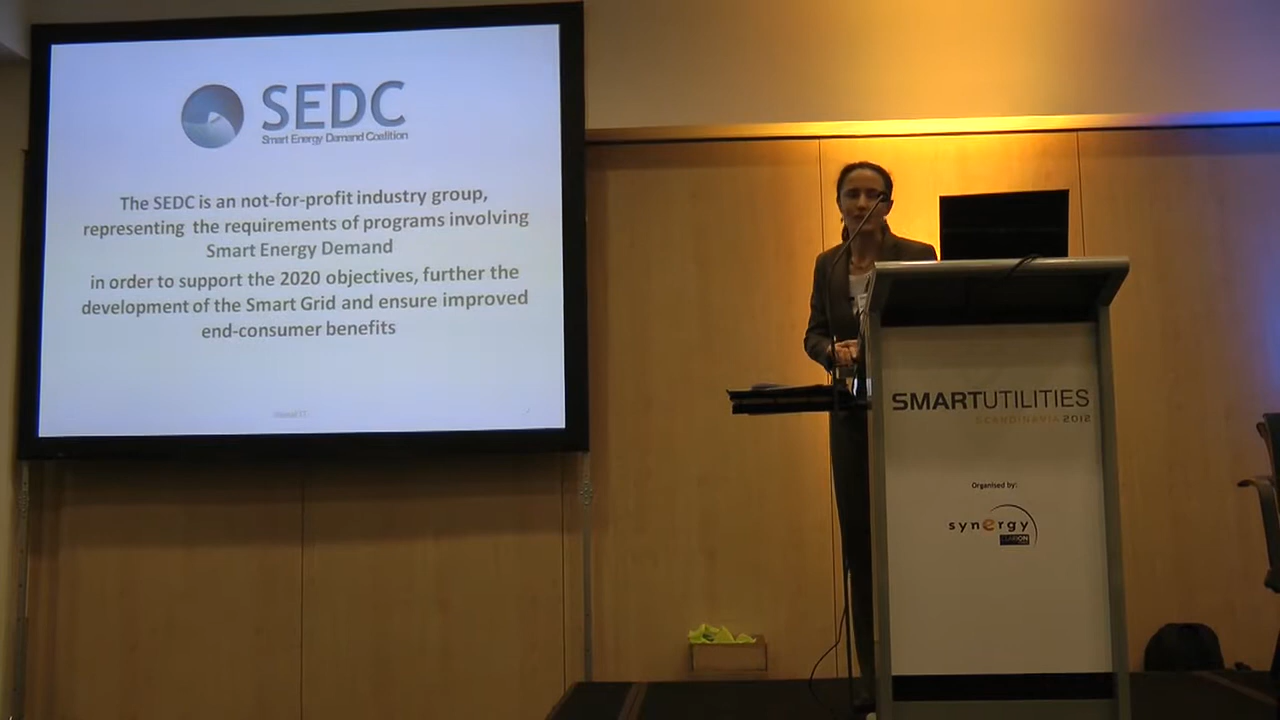 SEDC
Smart Energy Demand Coalition
The SEDC is an not-for-profit industry group,
representing the requirements of programs involving
Smart Energy Demand
in order to support the 2020 objectives, further the
development of the Smart Grid and ensure improved
end-consumer benefits
SMARTUTILITIES
SCANDINAVIA 2012
Organised by:
synergy